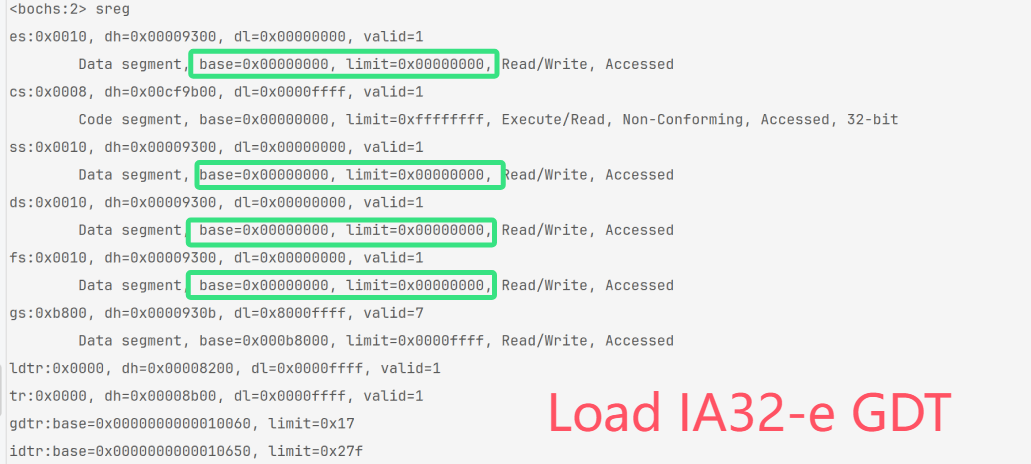 <bochs:2> sreg
es:0x0010, dh=0x00009300, dl=0x00000000, valid=1
Data segment, base=0x00000000, limit=0x00000000, Read/Write, Accessed
cs:0x0008, dh=0x00cf9b00, dl=0x0000ffff, valid=1
Code segment, base=0x00000000, limit=0xffffffff, Execute/Read, Non-Conforming, Accessed, 32-bit
ss:0x0010, dh=0x00009300, dl=0x00000000, valid=1
Data segment, base=0x00000000, limit=0x00000000, Read/Write, Accessed
ds:0x0010, dh=0x00009300, dl=0x00000000, valid=1
Data segment, base=0x00000000, limit=0x00000000, Read/Write, Accessed
fs:0x0010, dh=0x00009300, dl=0x00000000, valid=1
Data segment, base=0x00000000, limit=0x00000000, Read/Write, Accessed
gs:0xb800, dh=0x0000930b, dl=0x8000ffff, valid=7
Data segment, base=0x000b8000, limit=0x0000ffff, Read/Write, Accessed
ldtr:0x0000, dh=0x00008200, dl=0x0000ffff, valid=1
tr:0x0000, dh=0x00008b00, dl=0x0000ffff, valid=1
gdtr:base=0x0000000000010060, limit=0x17
idtr:base=0x0000000000010650, limit=0x27f
Load IA32-e GDT